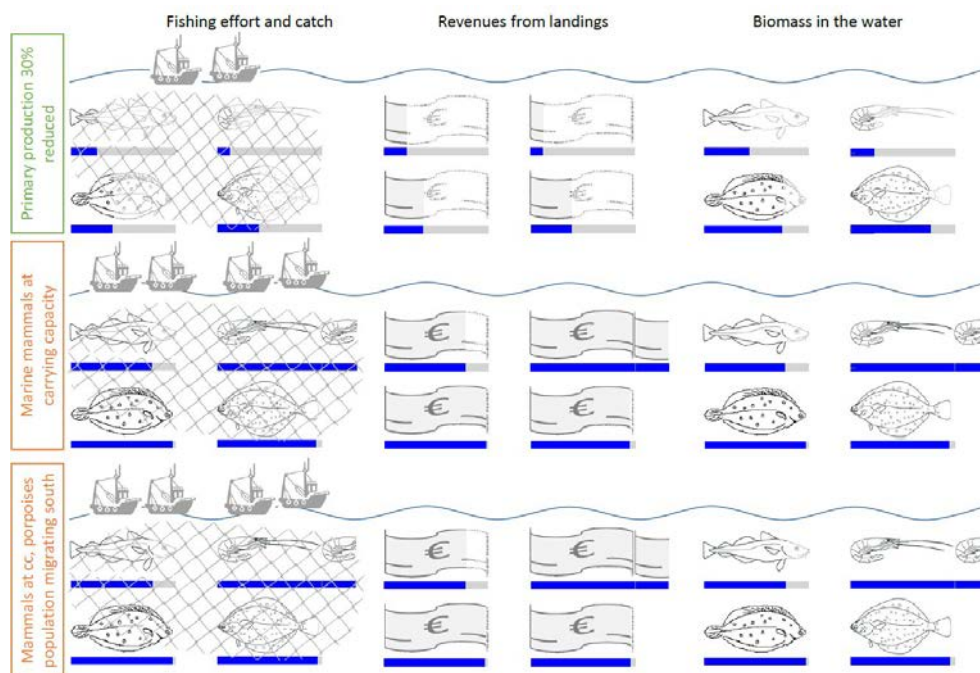 Fishing effort and catch
Revenues from landings
Biomass in the water
Primary production 30%
reduced
€
€
€
€
Marine mammals at
carrying capacity
€
€
€
€
Mammals at cc, porpoises
population migrating south
€
€
€
€